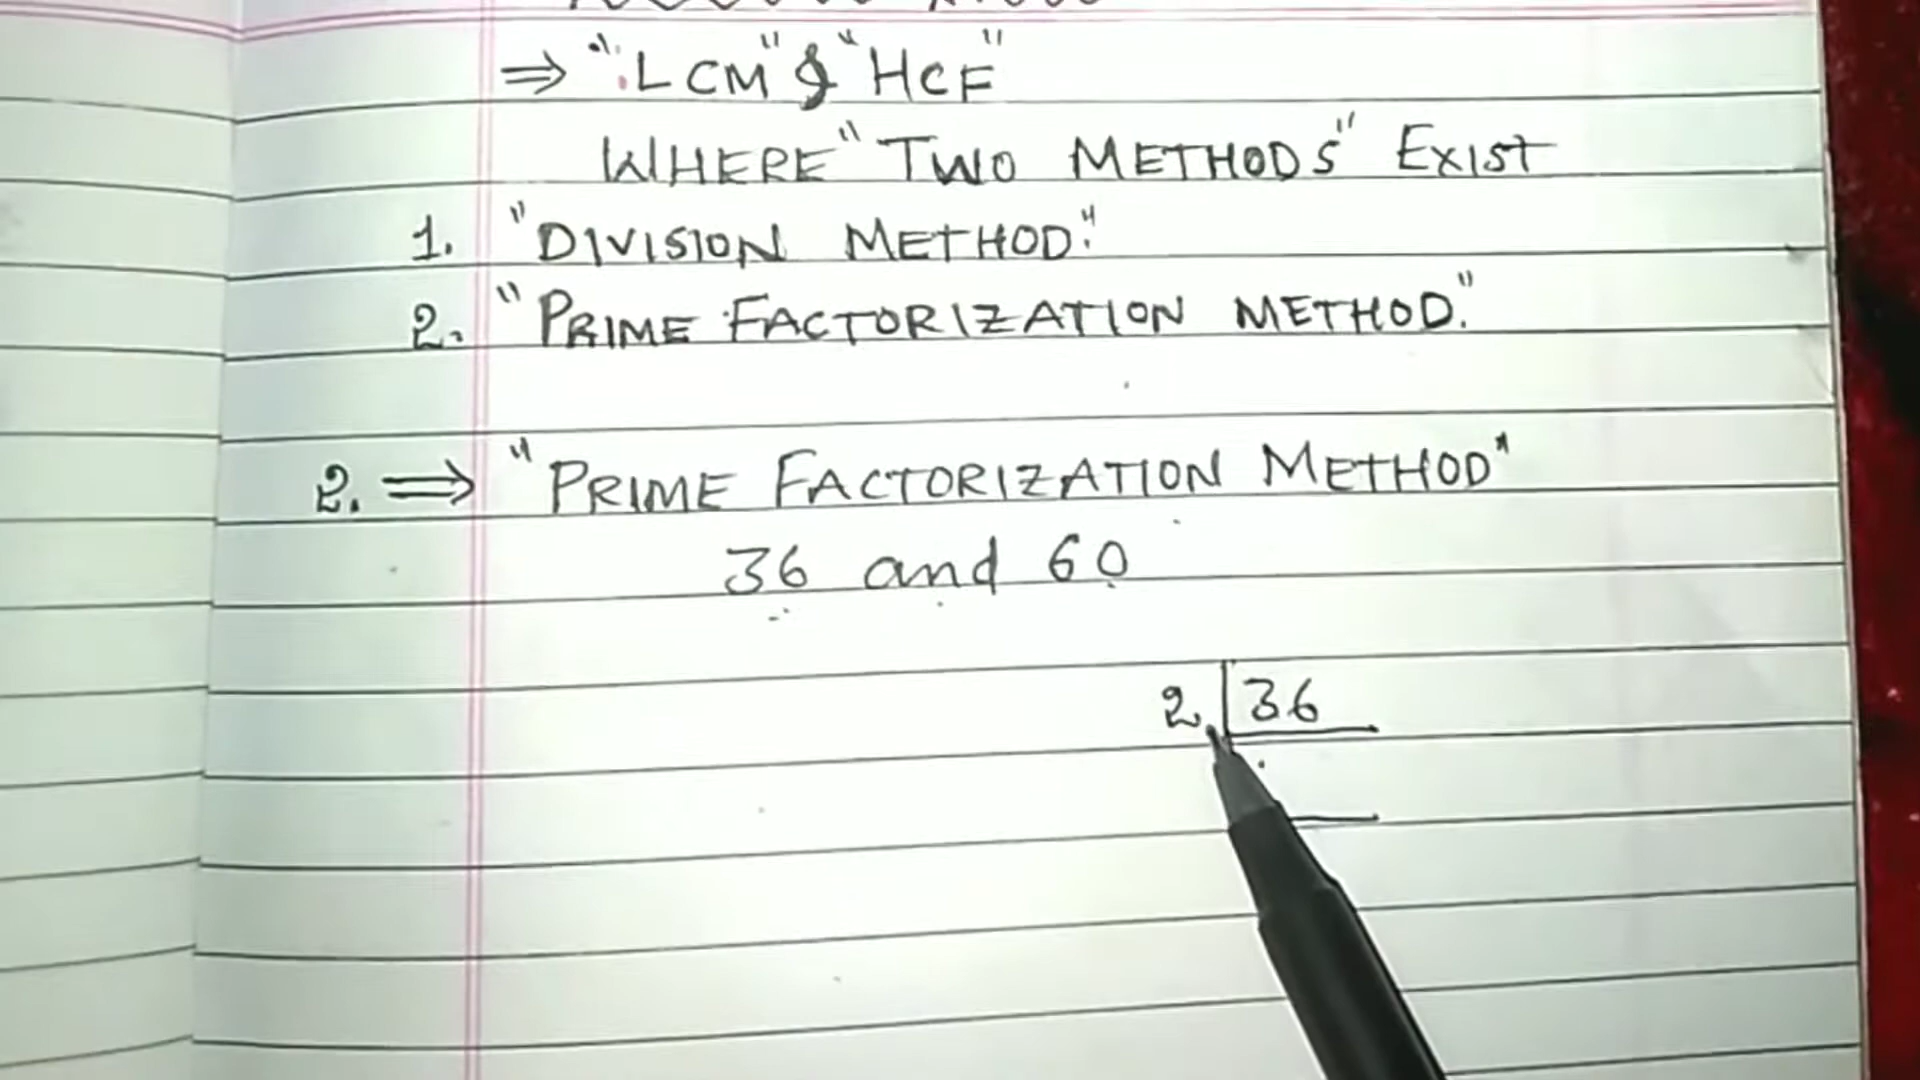 ⇒ "LCM" & "HCF"
WHERE "TWO METHODS" EXIST
1. "DIVISION METHOD."
2. "PRIME FACTORIZATION METHOD."
2. ⇒ "PRIME FACTORIZATION METHOD"
36 and 60
2 | 36